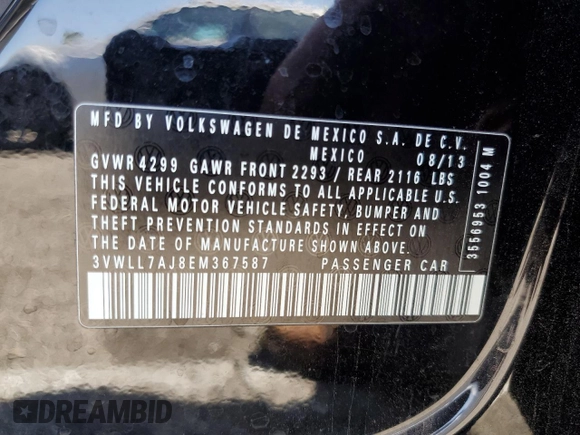 MFD BY VOLKSWAGEN DE MEXICO S.A. DE C.V.
MEXICO 08/13
GVWR 4299 GAWR FRONT 2293 / REAR 2116 LBS
THIS VEHICLE CONFORMS TO ALL APPLICABLE U.S.
FEDERAL MOTOR VEHICLE SAFETY, BUMPER AND
THEFT PREVENTION STANDARDS IN EFFECT ON
THE DATE OF MANUFACTURE SHOWN ABOVE.
3VWLL7AJ8EM367587 PASSENGER CAR
3556953 1004 M
DREAMBID